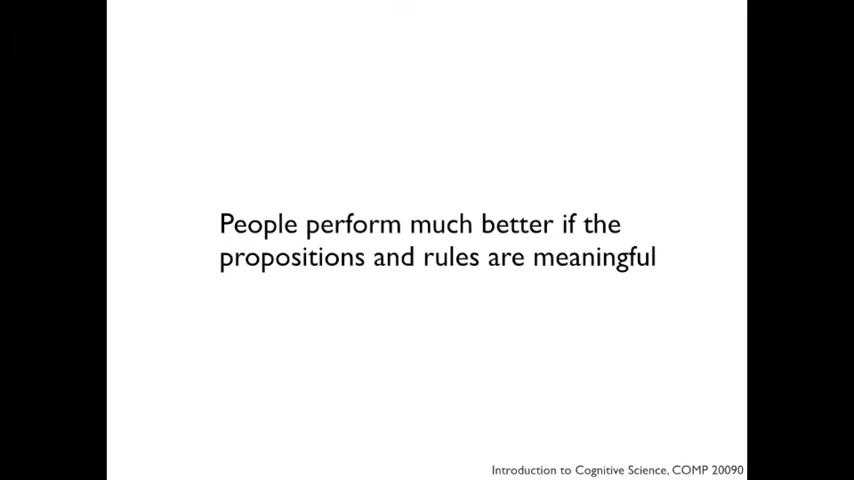 People perform much better if the
propositions and rules are meaningful
Introduction to Cognitive Science, COMP 20090